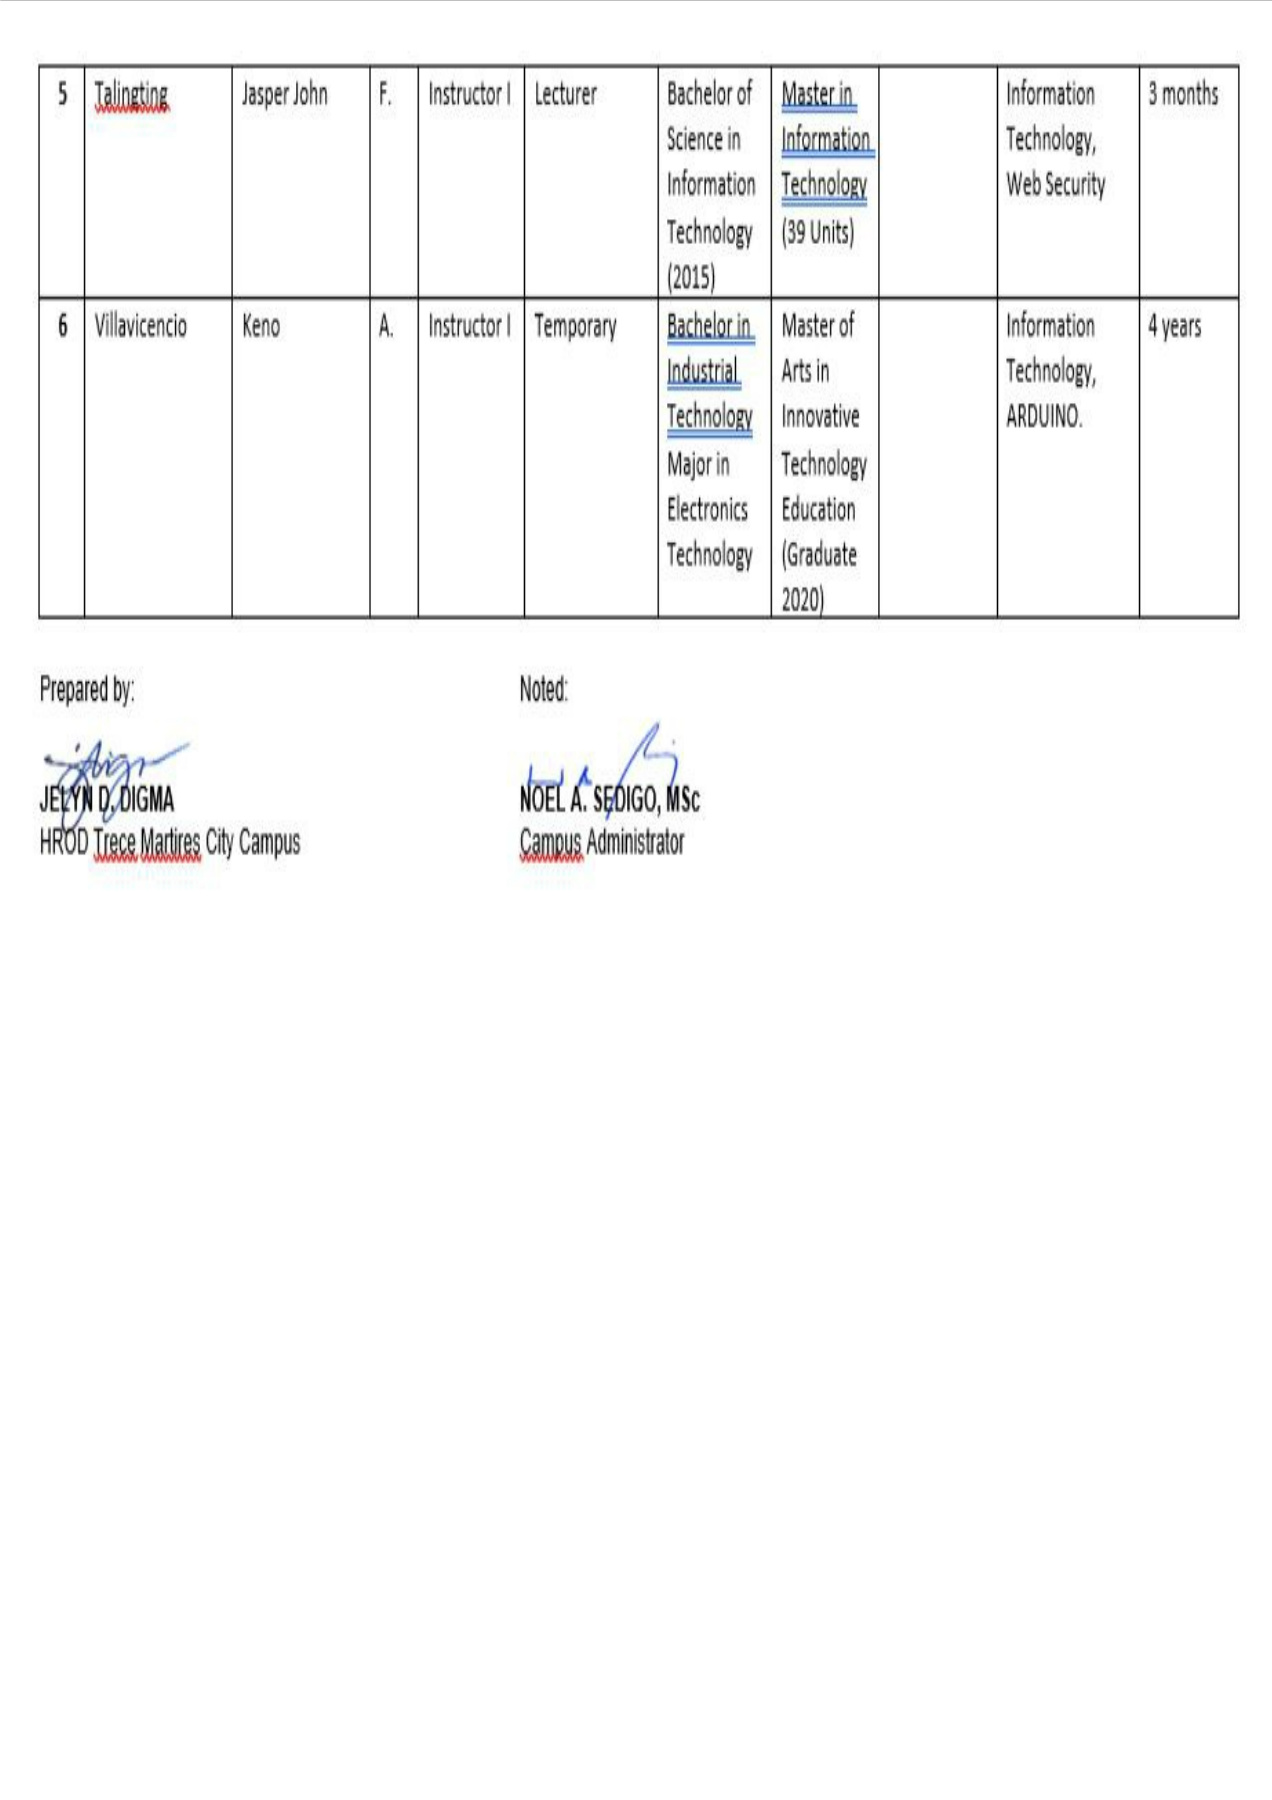 5 Talingting Jasper John F. Instructor I Lecturer Bachelor of Master in Information 3 months
Science in Information Technology,
Information Technology Web Security
Technology (39 Units)
(2015)
6 Villavicencio Keno A. Instructor I Temporary Bachelor in Master of Information 4 years
Industrial Arts in Technology,
Technology Innovative ARDUINO.
Major in Technology
Electronics Education
Technology (Graduate
2020)
Prepared by: Noted:
JELYN D. DIGMA NOEL A. SEDIGO, MSc
HROD Trece Martires City Campus Campus Administrator